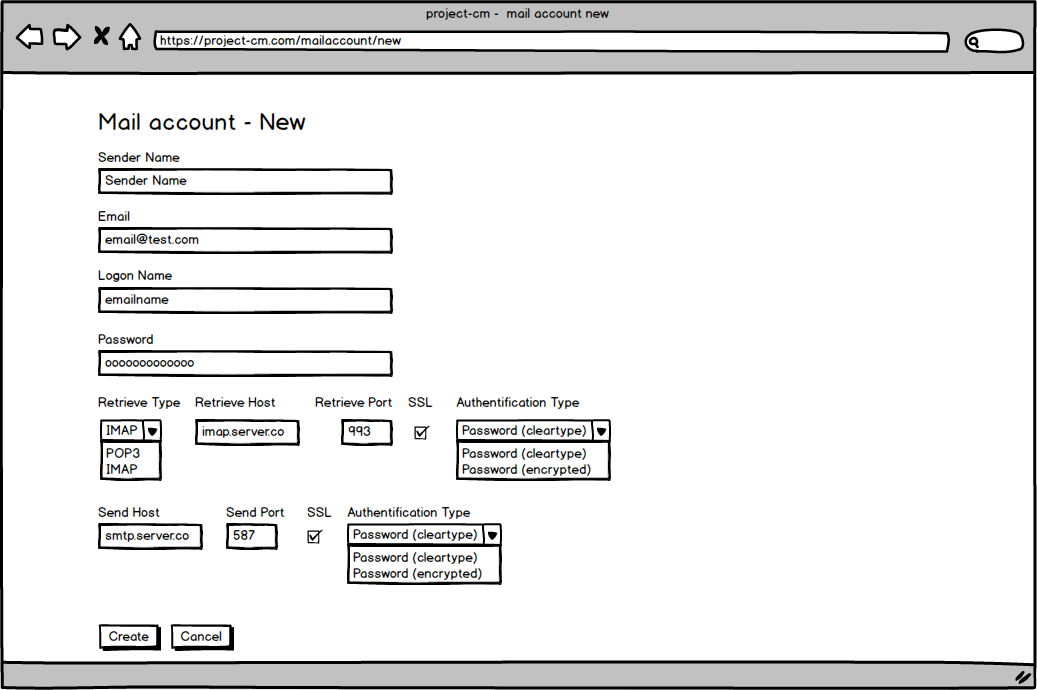 project-cm - mail account new
https://project-cm.com/mailaccount/new
Mail account - New
Sender Name
Sender Name
Email
email@test.com
Logon Name
emailname
Password
ooooooooooooo
Retrieve Type Retrieve Host Retrieve Port SSL Authentification Type
IMAP imap.server.co 993 Password (cleartype)
POP3 Password (cleartype)
IMAP Password (encrypted)
Send Host Send Port SSL Authentification Type
smtp.server.co 587 Password (cleartype)
Password (cleartype)
Password (encrypted)
Create Cancel